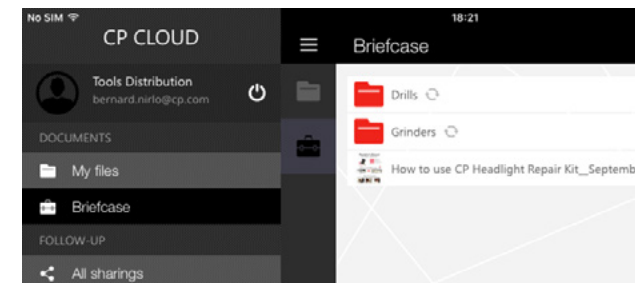 No SIM
CP CLOUD
Tools Distribution
bernard.nirlo@cp.com
DOCUMENTS
My files
Briefcase
FOLLOW-UP
All sharings
18:21
Briefcase
Drills
Grinders
How to use CP Headlight Repair Kit_Septemb